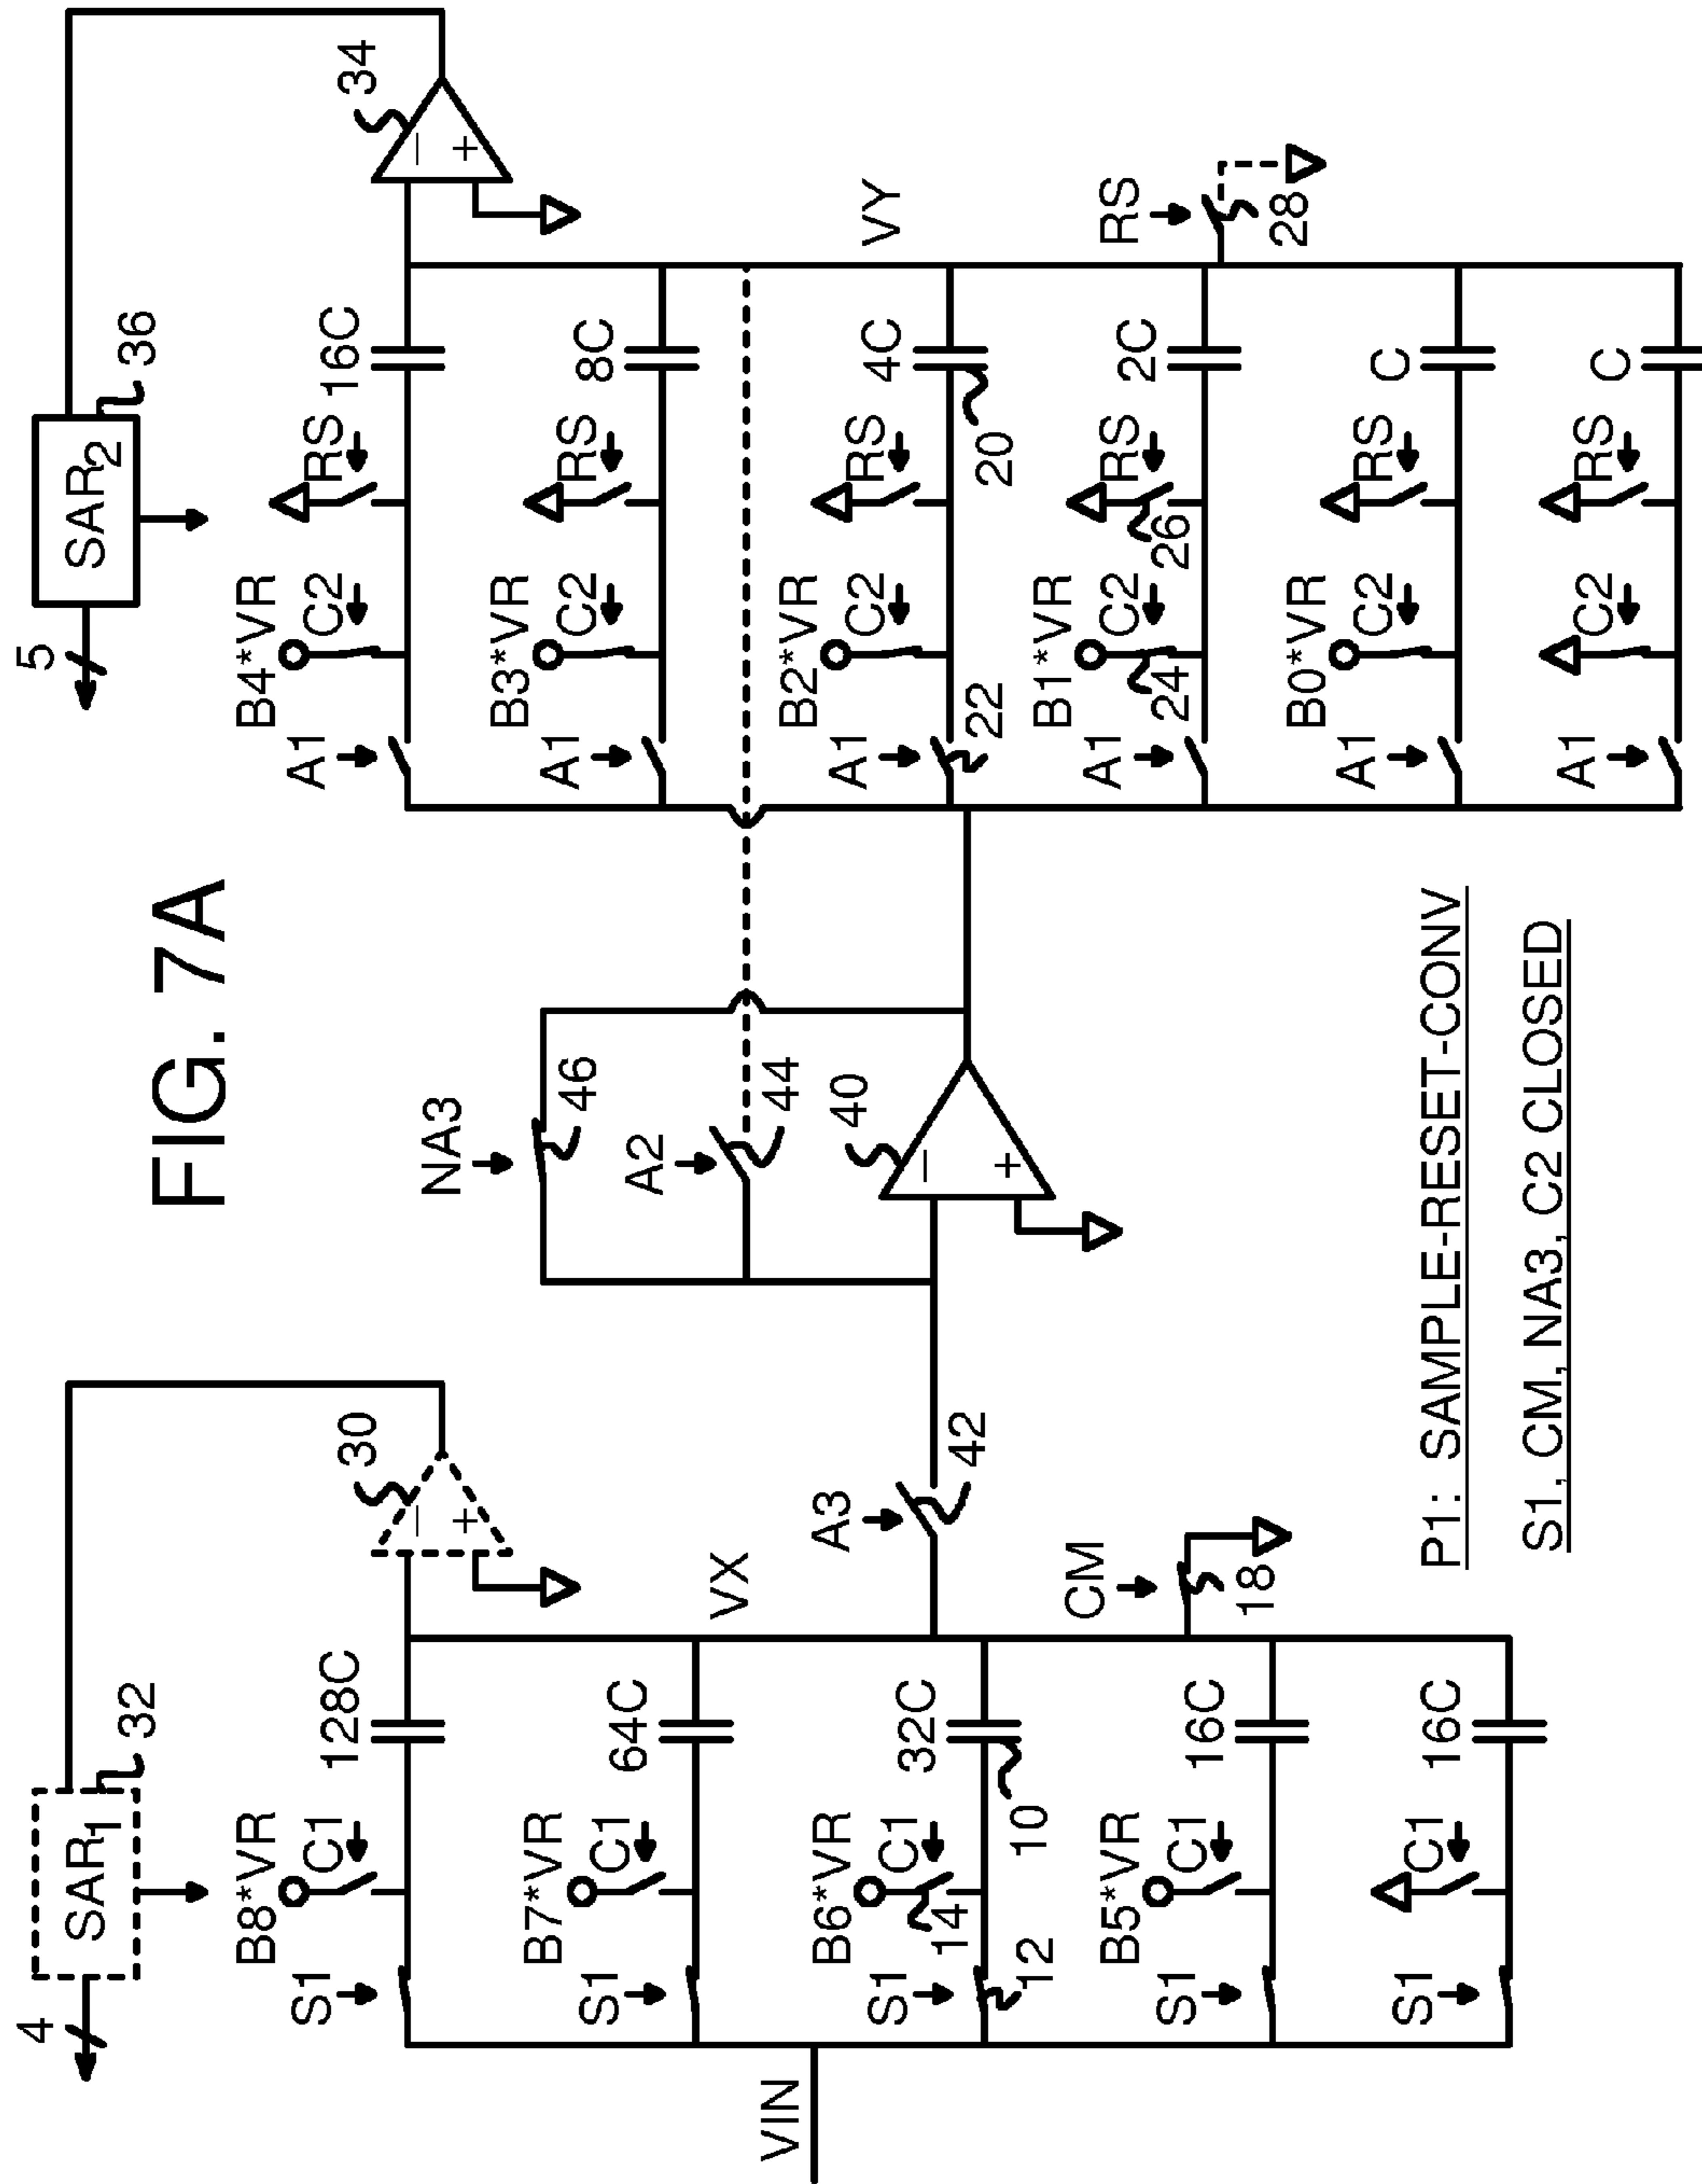 FIG. 7A
4
SAR1
32
30
−
+
B8*VR
S1
C1
128C
B7*VR
S1
C1
64C
B6*VR
S1
C1
32C
12
14
10
B5*VR
S1
C1
16C
S1
C1
16C
VIN
VX
CM
18
A3
42
NA3
46
A2
44
40
−
+
5
SAR2
36
34
−
+
B4*VR
A1
C2
RS
16C
B3*VR
A1
C2
RS
8C
B2*VR
A1
C2
RS
4C
22
20
B1*VR
A1
C2
RS
2C
24
26
B0*VR
A1
C2
RS
C
A1
C2
RS
C
VY
RS
28
P1: SAMPLE-RESET-CONV
S1, CM, NA3, C2 CLOSED